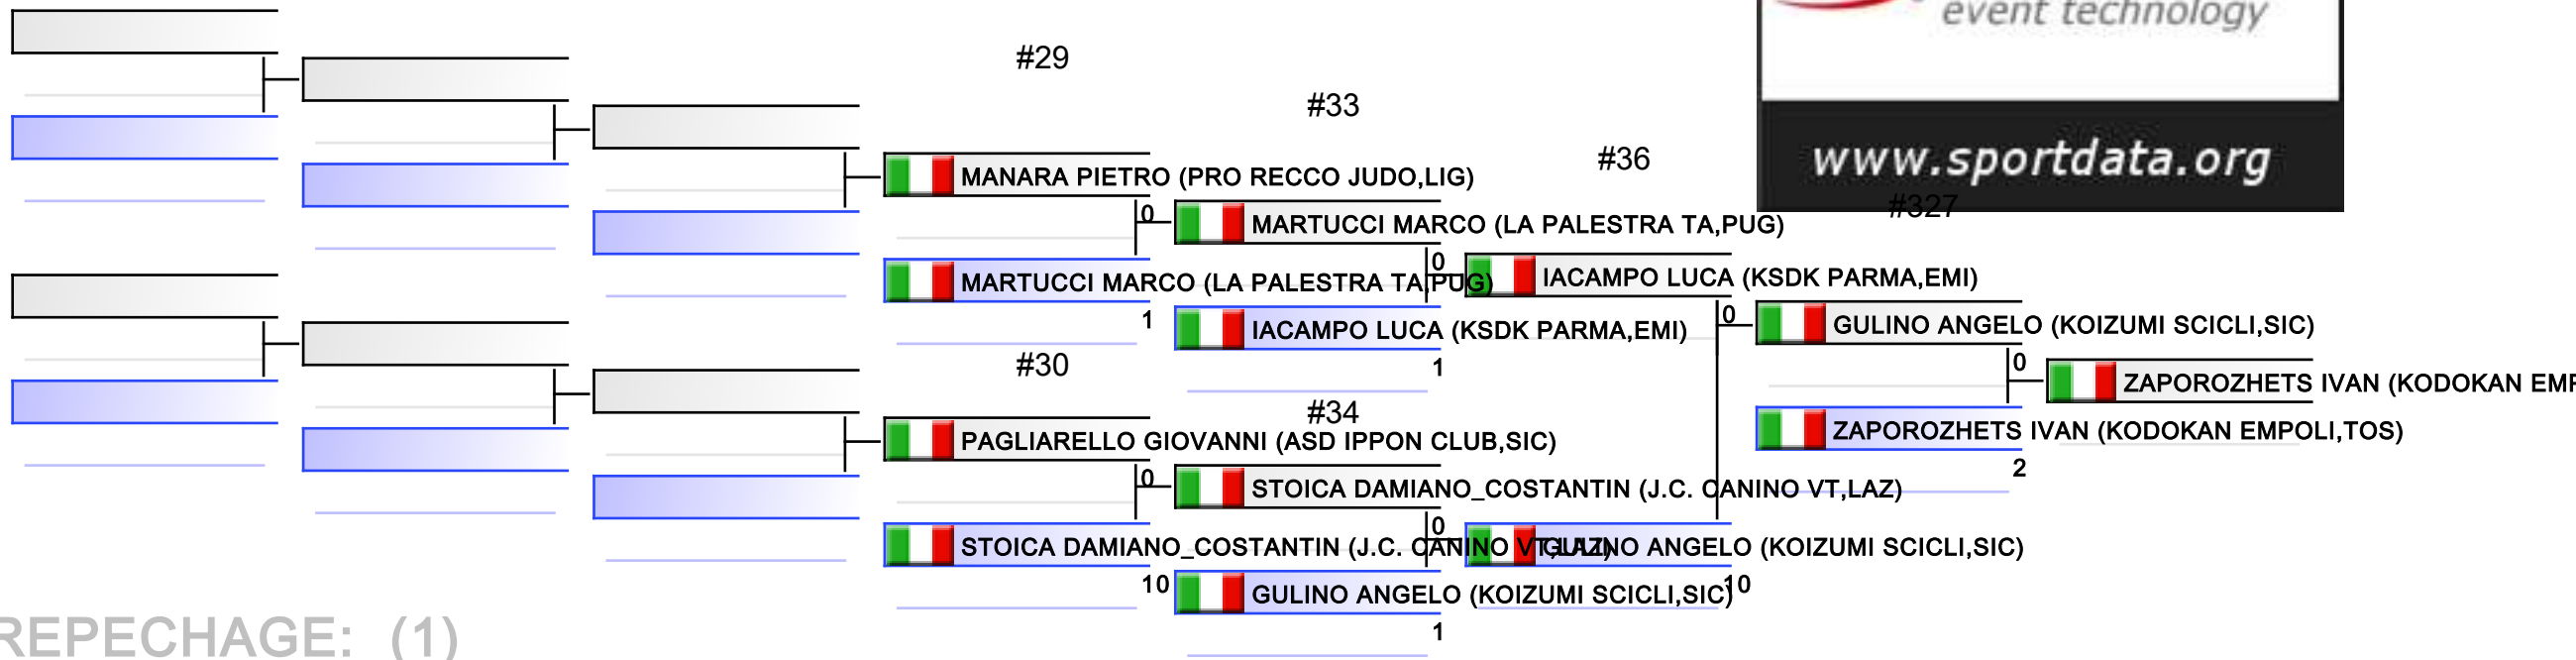 event technology
#29
#33
#36
www.sportdata.org
MANARA PIETRO (PRO RECCO JUDO,LIG)
#327
0
MARTUCCI MARCO (LA PALESTRA TA,PUG)
0
IACAMPO LUCA (KSDK PARMA,EMI)
MARTUCCI MARCO (LA PALESTRA TA,PUG)
1
0
GULINO ANGELO (KOIZUMI SCICLI,SIC)
IACAMPO LUCA (KSDK PARMA,EMI)
1
#30
0
ZAPOROZHETS IVAN (KODOKAN EMP
#34
ZAPOROZHETS IVAN (KODOKAN EMPOLI,TOS)
2
PAGLIARELLO GIOVANNI (ASD IPPON CLUB,SIC)
0
STOICA DAMIANO_COSTANTIN (J.C. CANINO VT,LAZ)
0
STOICA DAMIANO_COSTANTIN (J.C. CANINO VT,LAZ)
GULINO ANGELO (KOIZUMI SCICLI,SIC)
10
10
GULINO ANGELO (KOIZUMI SCICLI,SIC)
1
REPECHAGE: (1)